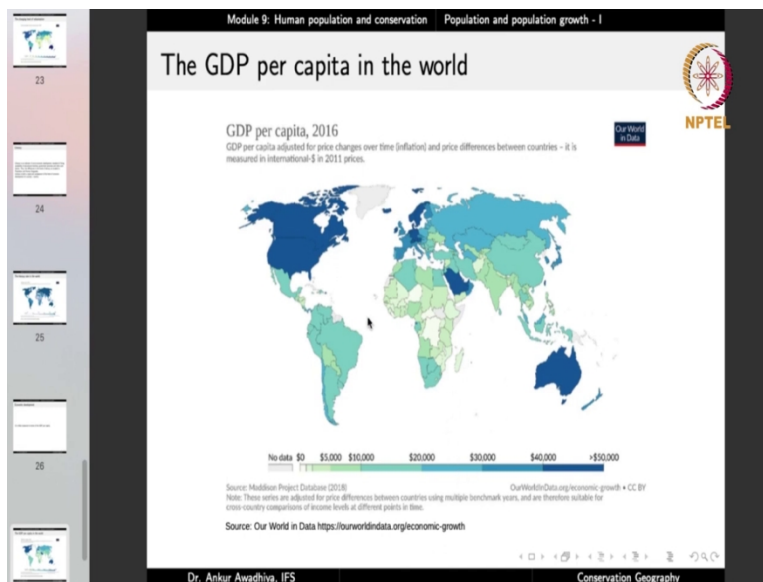 Module 9: Human population and conservation Population and population growth - I
The GDP per capita in the world
NPTEL
23
24
25
26
GDP per capita, 2016
Our World
in Data
GDP per capita adjusted for price changes over time (inflation) and price differences between countries – it is
measured in international-$ in 2011 prices.
No data $0 $5,000 $10,000 $20,000 $30,000 $40,000 >$50,000
Source: Maddison Project Database (2018) OurWorldInData.org/economic-growth • CC BY
Note: These series are adjusted for price differences between countries using multiple benchmark years, and are therefore suitable for
cross-country comparisons of income levels at different points in time.
Source: Our World in Data https://ourworldindata.org/economic-growth
Dr. Ankur Awadhiya, IFS Conservation Geography